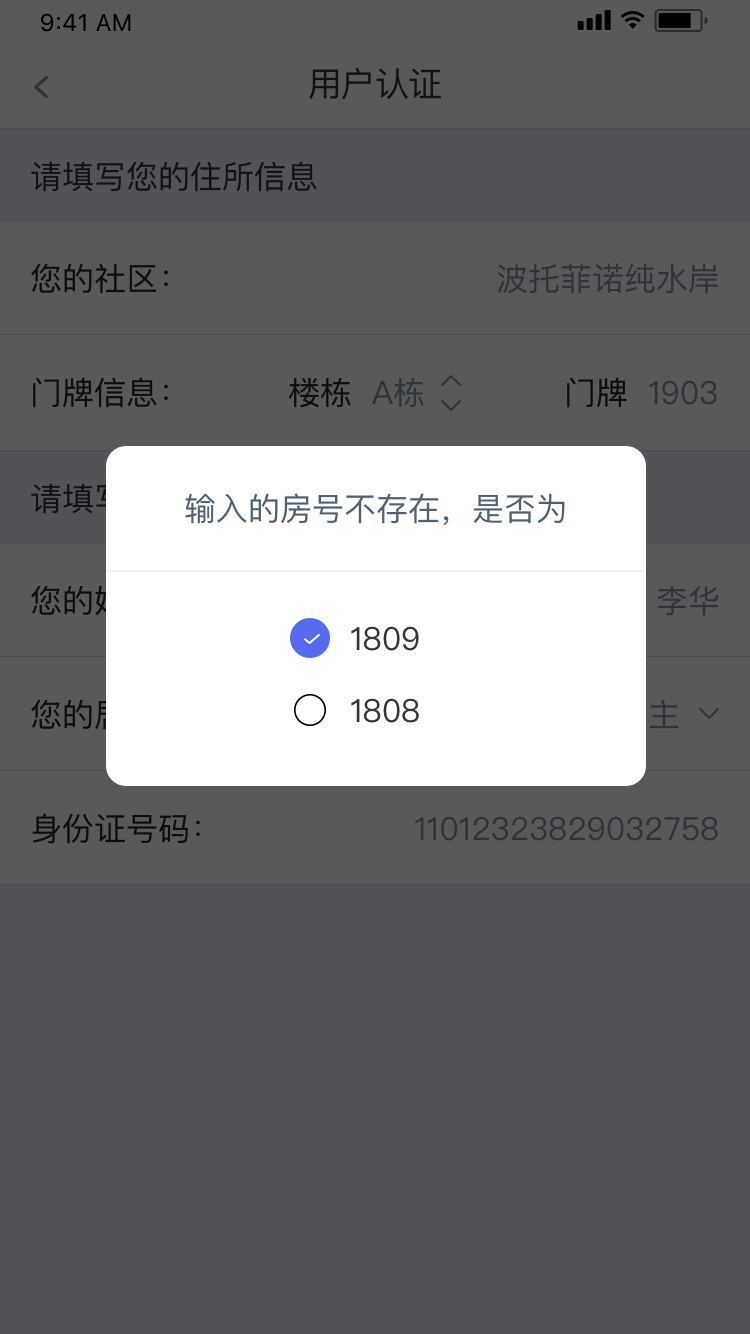 9:41 AM
用户认证
请填写您的住所信息
您的社区：
波托菲诺纯水岸
门牌信息：
楼栋 A栋
门牌 1903
请填
输入的房号不存在，是否为
1809
1808
您的
李华
您的
主
身份证号码：
11012323829032758